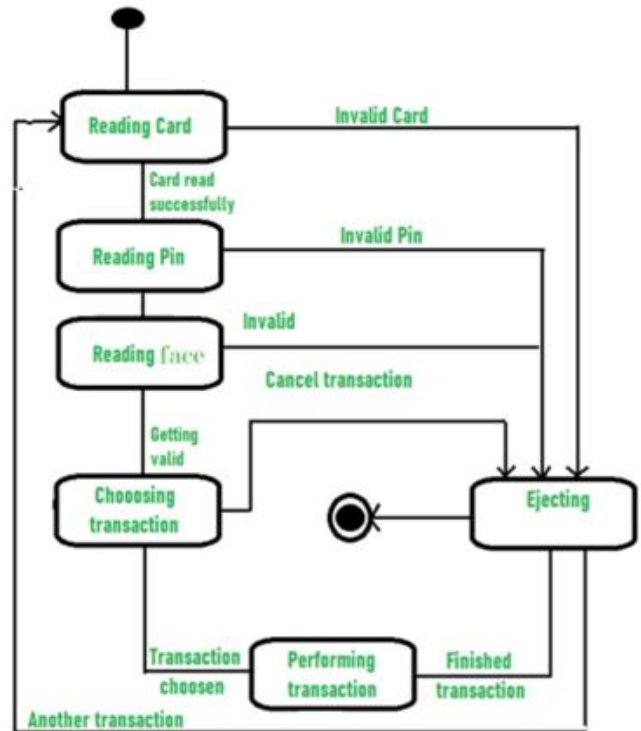 Reading Card
Invalid Card
Card read
successfully
Reading Pin
Invalid Pin
Reading face
Invalid
Cancel transaction
Getting
valid
Chooosing
transaction
Ejecting
Transaction
choosen
Performing
transaction
Finished
transaction
Another transaction